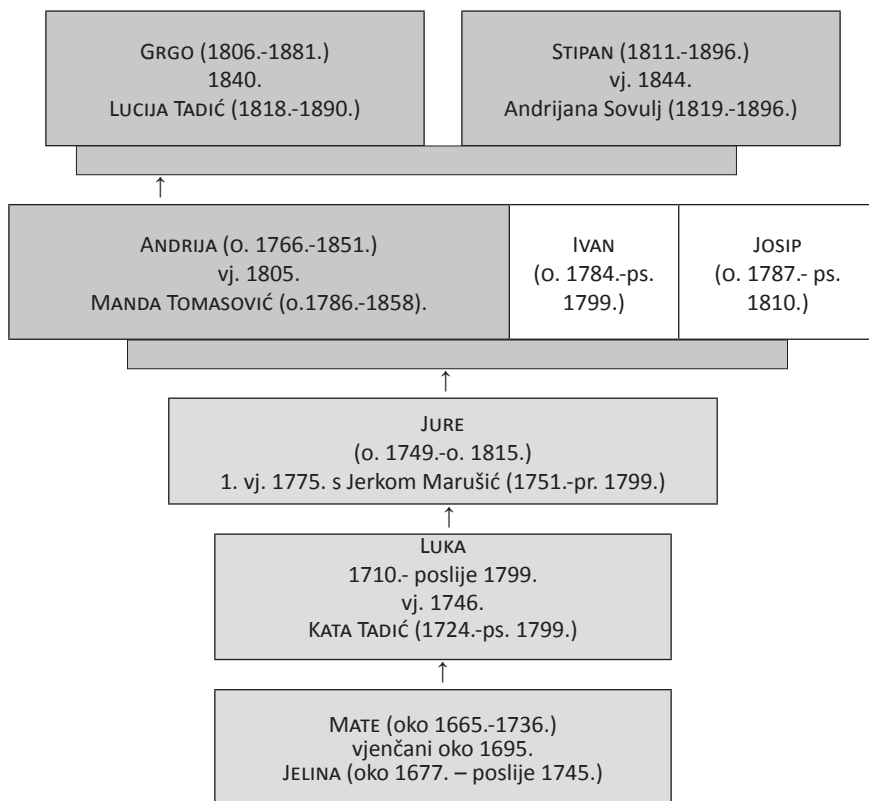 Grgo (1806.-1881.)
1840.
Lucija Tadić (1818.-1890.)
Stipan (1811.-1896.)
vj. 1844.
Andrijana Sovulj (1819.-1896.)
↑
Andrija (o. 1766.-1851.)
vj. 1805.
Manda Tomasović (o.1786.-1858).
Ivan
(o. 1784.-ps.
1799.)
Josip
(o. 1787.- ps.
1810.)
↑
Jure
(o. 1749.-o. 1815.)
1. vj. 1775. s Jerkom Marušić (1751.-pr. 1799.)
↑
Luka
1710.- poslije 1799.
vj. 1746.
Kata Tadić (1724.-ps. 1799.)
↑
Mate (oko 1665.-1736.)
vjenčani oko 1695.
Jelina (oko 1677. – poslije 1745.)